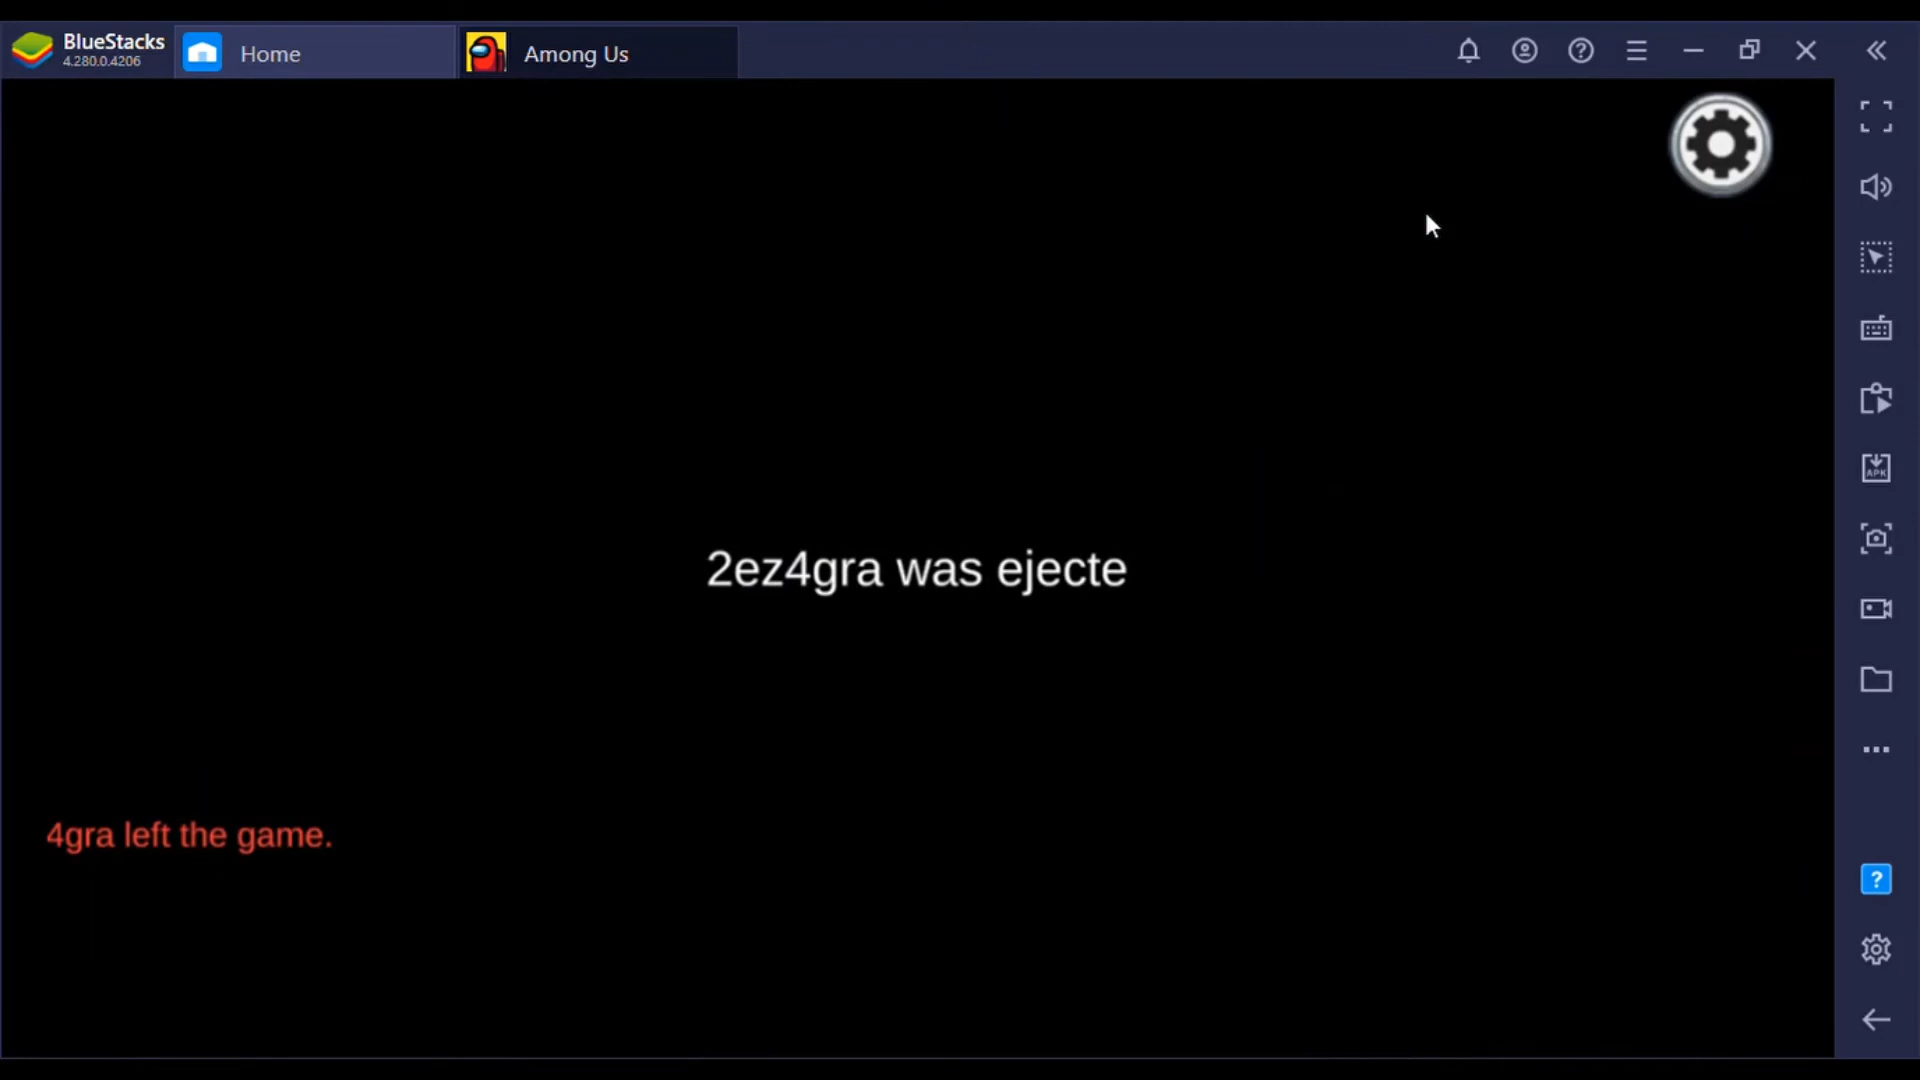 BlueStacks
4.280.0.4206
Home
Among Us
APK
2ez4gra was ejecte
4gra left the game.
?